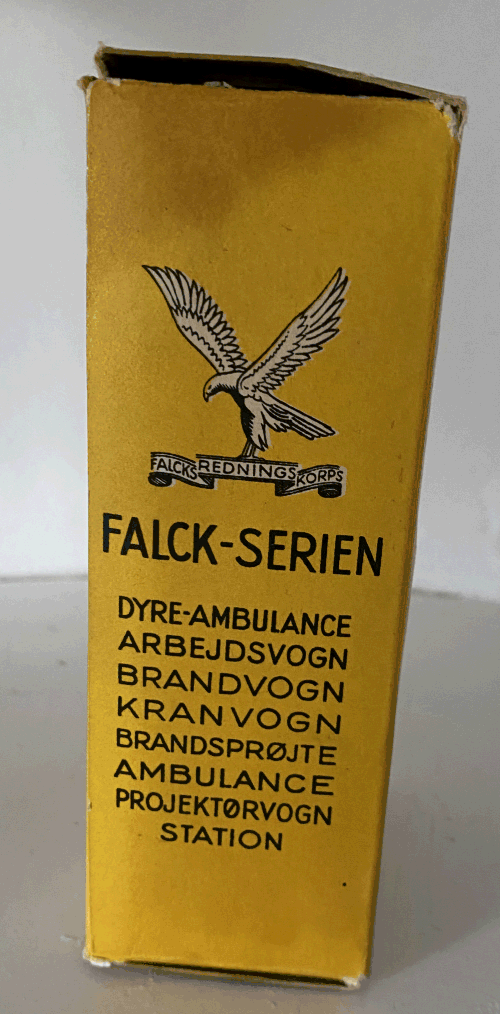 FALCKS REDNINGS KORPS
FALCK-SERIEN
DYRE-AMBULANCE
ARBEJDSVOGN
BRANDVOGN
KRANVOGN
BRANDSPRØJTE
AMBULANCE
PROJEKTØRVOGN
STATION